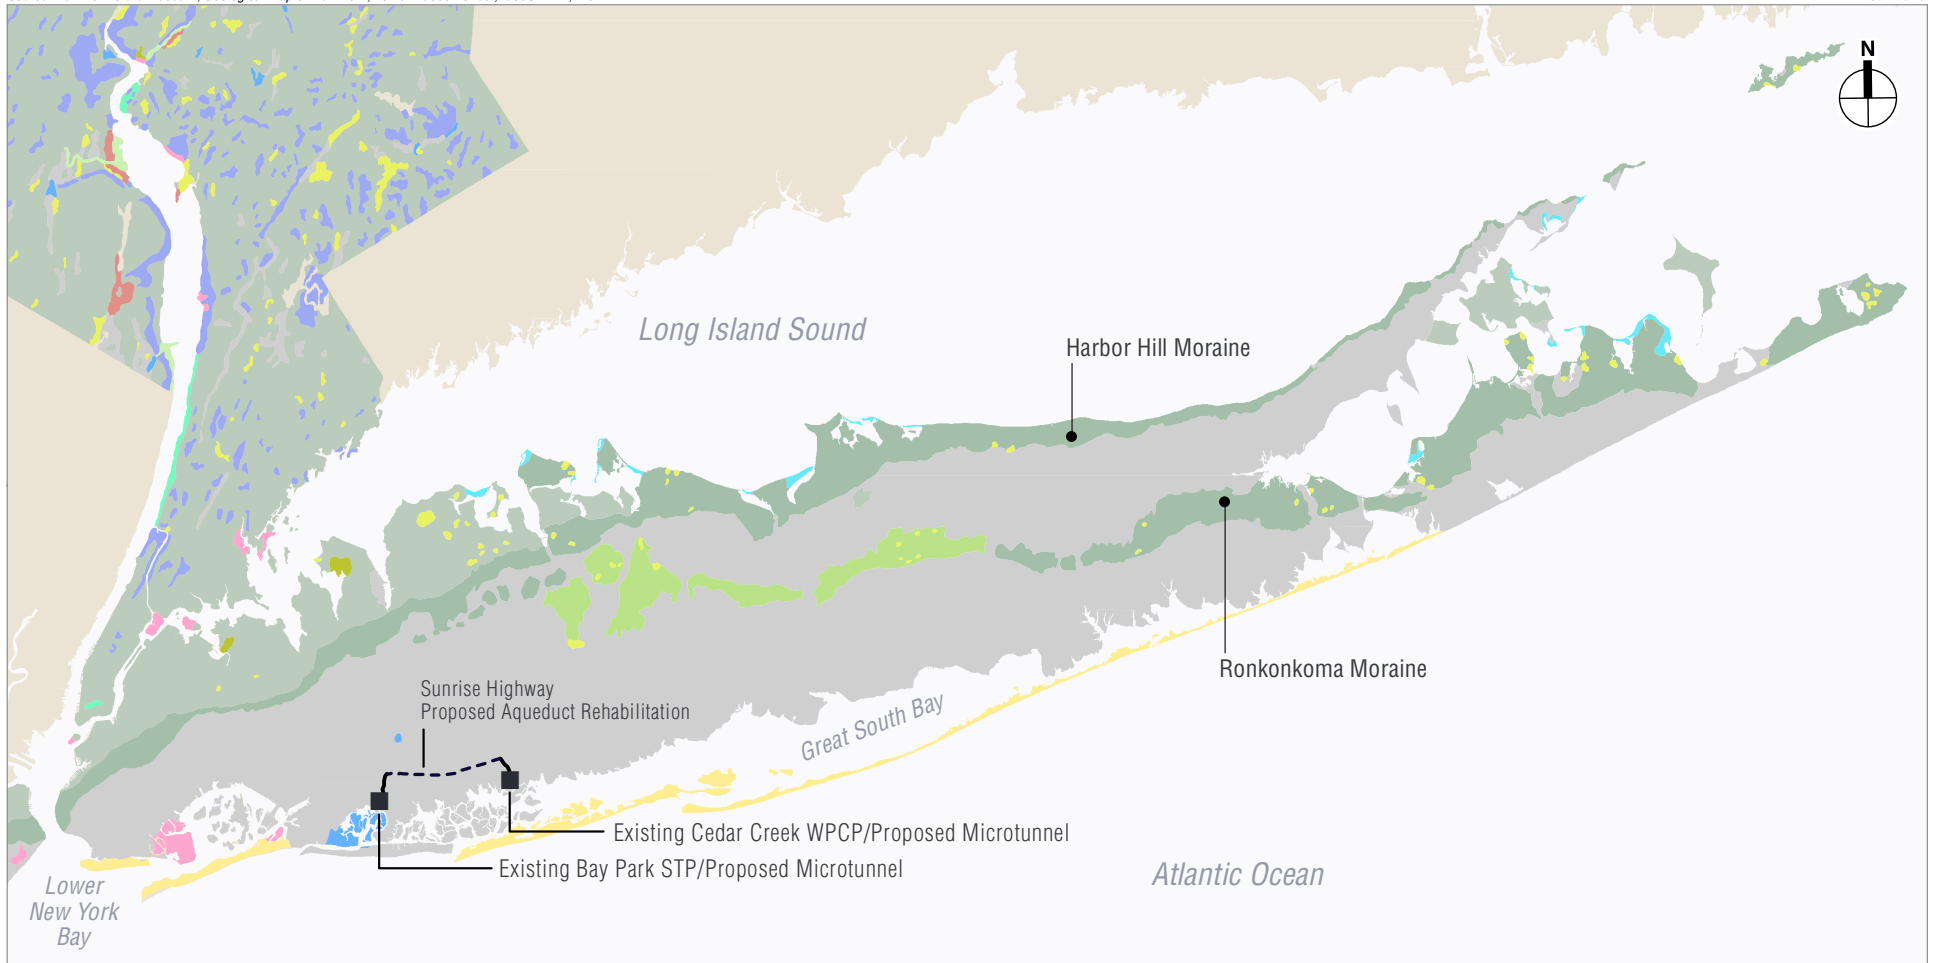 N
Long Island Sound
Harbor Hill Moraine
Ronkonkoma Moraine
Sunrise Highway
Proposed Aqueduct Rehabilitation
Great South Bay
Existing Cedar Creek WPCP/Proposed Microtunnel
Existing Bay Park STP/Proposed Microtunnel
Atlantic Ocean
Lower
New York
Bay